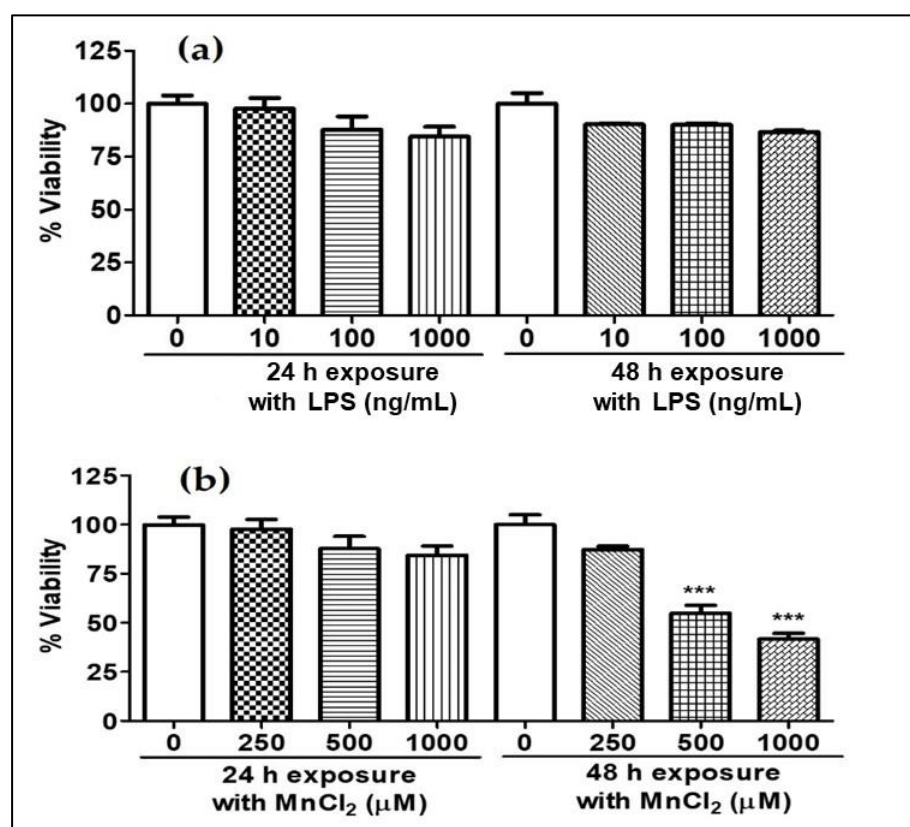 (a)
% Viability
125
100
75
50
25
0
0 10 100 1000 0 10 100 1000
24 h exposure 48 h exposure
with LPS (ng/mL) with LPS (ng/mL)
(b)
% Viability
125
100
75
50
25
0
*** ***
0 250 500 1000 0 250 500 1000
24 h exposure 48 h exposure
with MnCl₂ (μM) with MnCl₂ (μM)